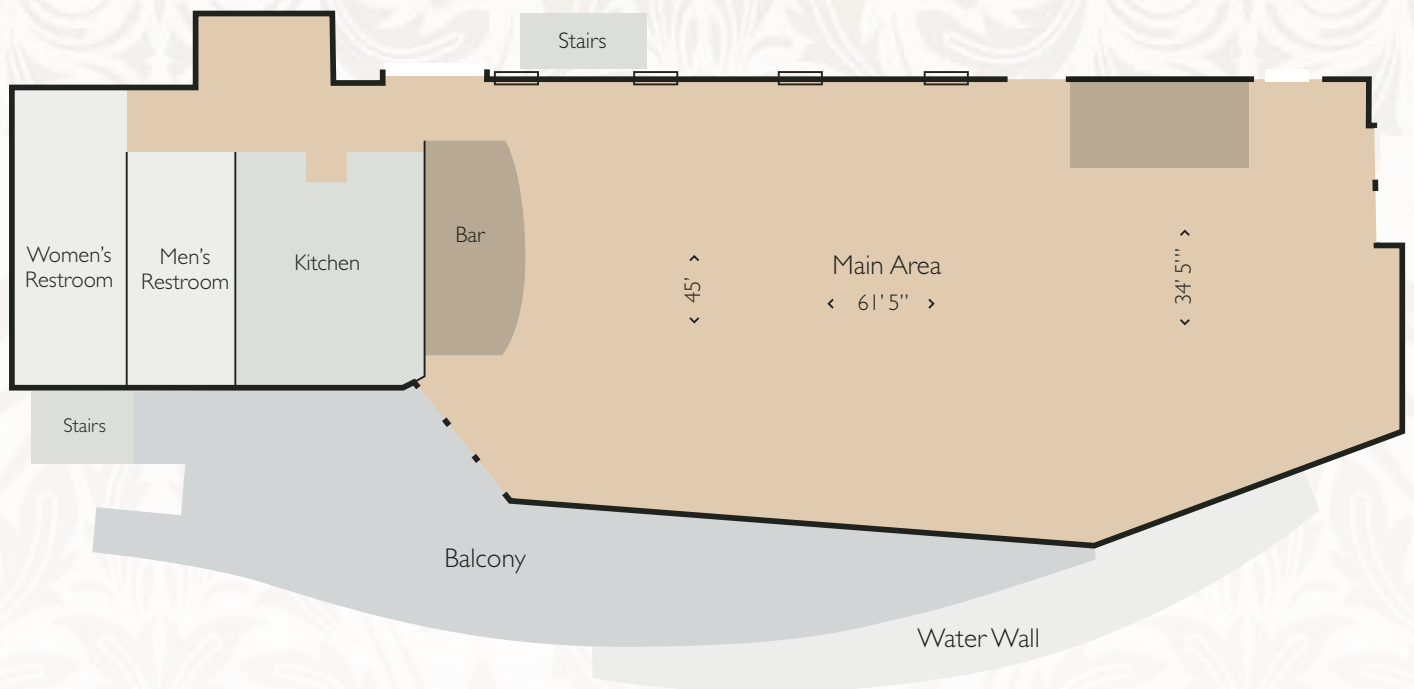 Stairs
Women’s
Restroom
Men’s
Restroom
Kitchen
Bar
45’
Main Area
61’ 5’’
34’ 5’’’
Stairs
Balcony
Water Wall